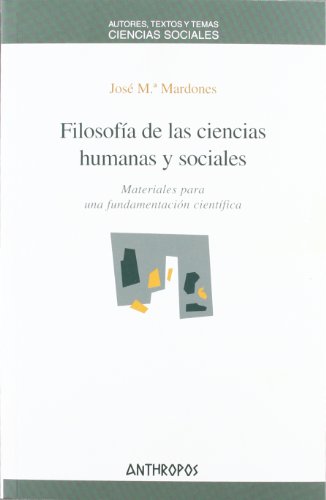 AUTORES, TEXTOS Y TEMAS
CIENCIAS SOCIALES
José M.ª Mardones
Filosofía de las ciencias
humanas y sociales
Materiales para
una fundamentación científica
ANTHROPOS